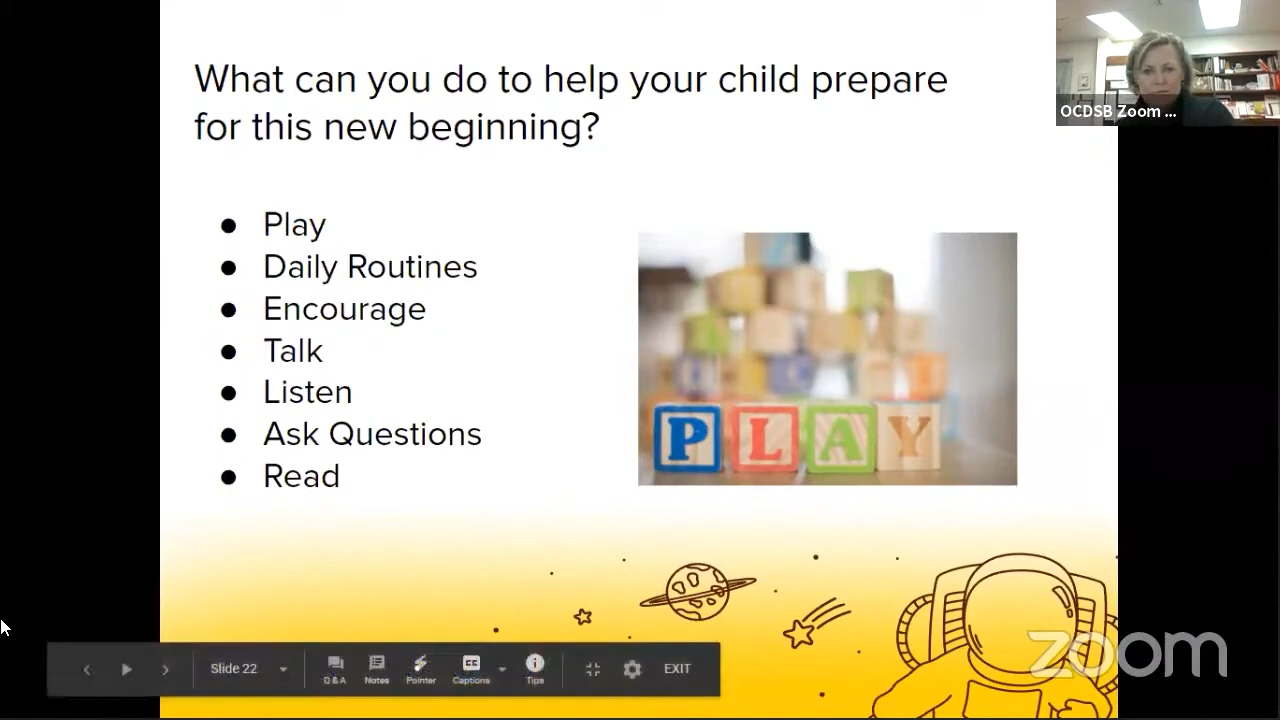 What can you do to help your child prepare
for this new beginning?
OCDSB Zoom ...
● Play
● Daily Routines
● Encourage
● Talk
● Listen
● Ask Questions
● Read
PLAY
Slide 22
Q & A
Notes
Pointer
CC
Captions
Tips
EXIT
zoom